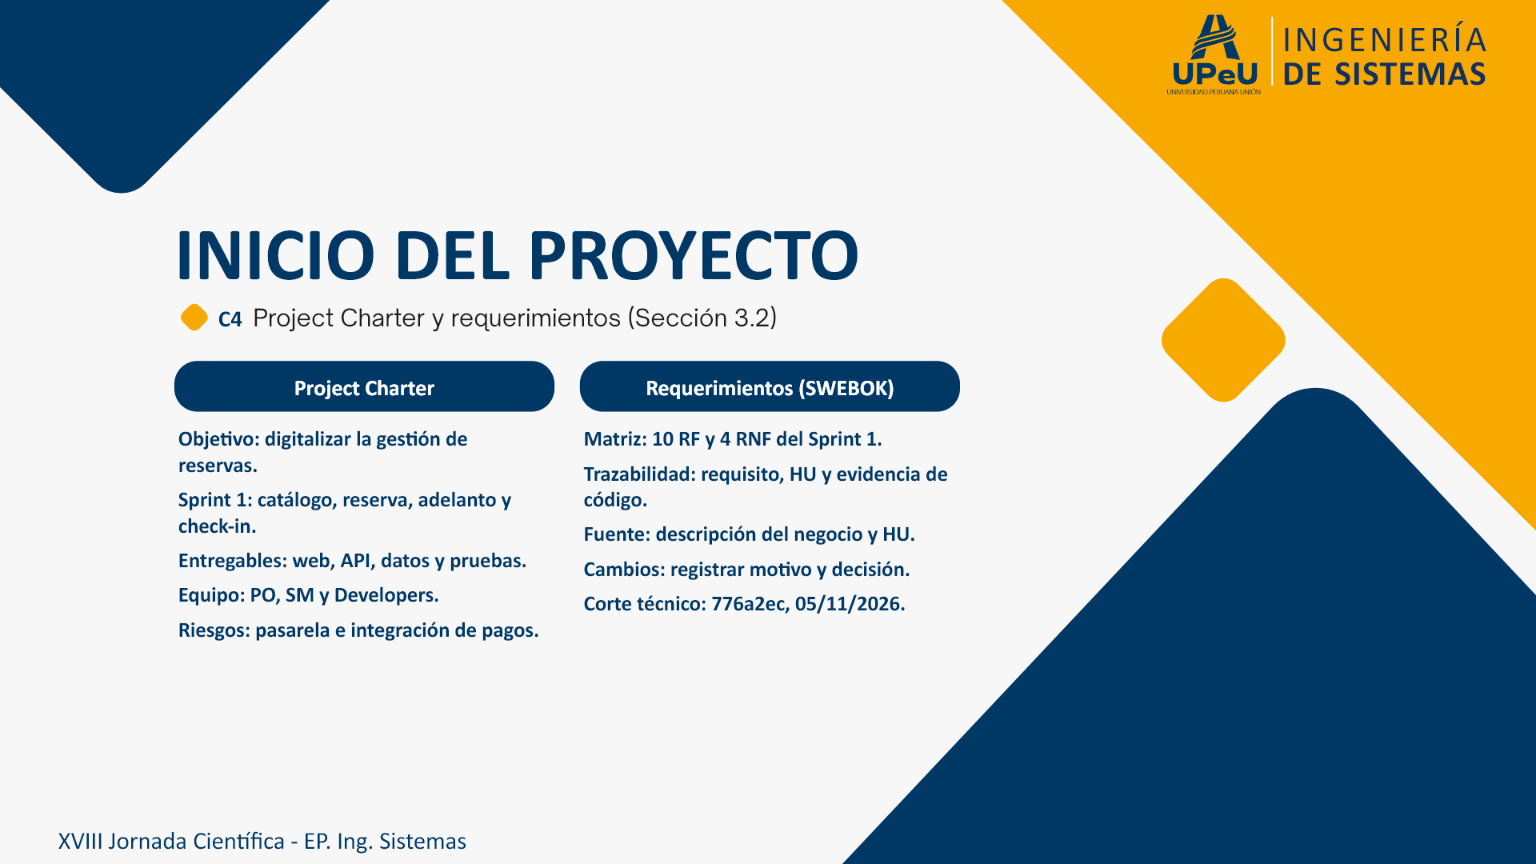 UPeU
UNIVERSIDAD PERUANA UNIÓN
INGENIERÍA
DE SISTEMAS
INICIO DEL PROYECTO
C4 Project Charter y requerimientos (Sección 3.2)
Project Charter
Objetivo: digitalizar la gestión de
reservas.
Sprint 1: catálogo, reserva, adelanto y
check-in.
Entregables: web, API, datos y pruebas.
Equipo: PO, SM y Developers.
Riesgos: pasarela e integración de pagos.
Requerimientos (SWEBOK)
Matriz: 10 RF y 4 RNF del Sprint 1.
Trazabilidad: requisito, HU y evidencia de
código.
Fuente: descripción del negocio y HU.
Cambios: registrar motivo y decisión.
Corte técnico: 776a2ec, 05/11/2026.
XVIII Jornada Científica - EP. Ing. Sistemas